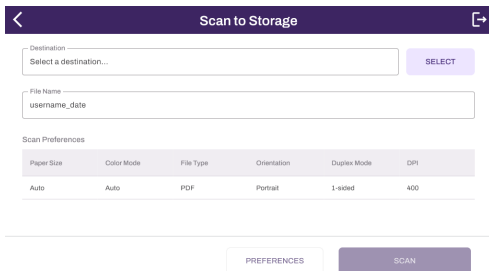 Scan to Storage
Destination
Select a destination...
SELECT
File Name
username_date
Scan Preferences
Paper Size Color Mode File Type Orientation Duplex Mode DPI
Auto Auto PDF Portrait 1-sided 400
PREFERENCES SCAN